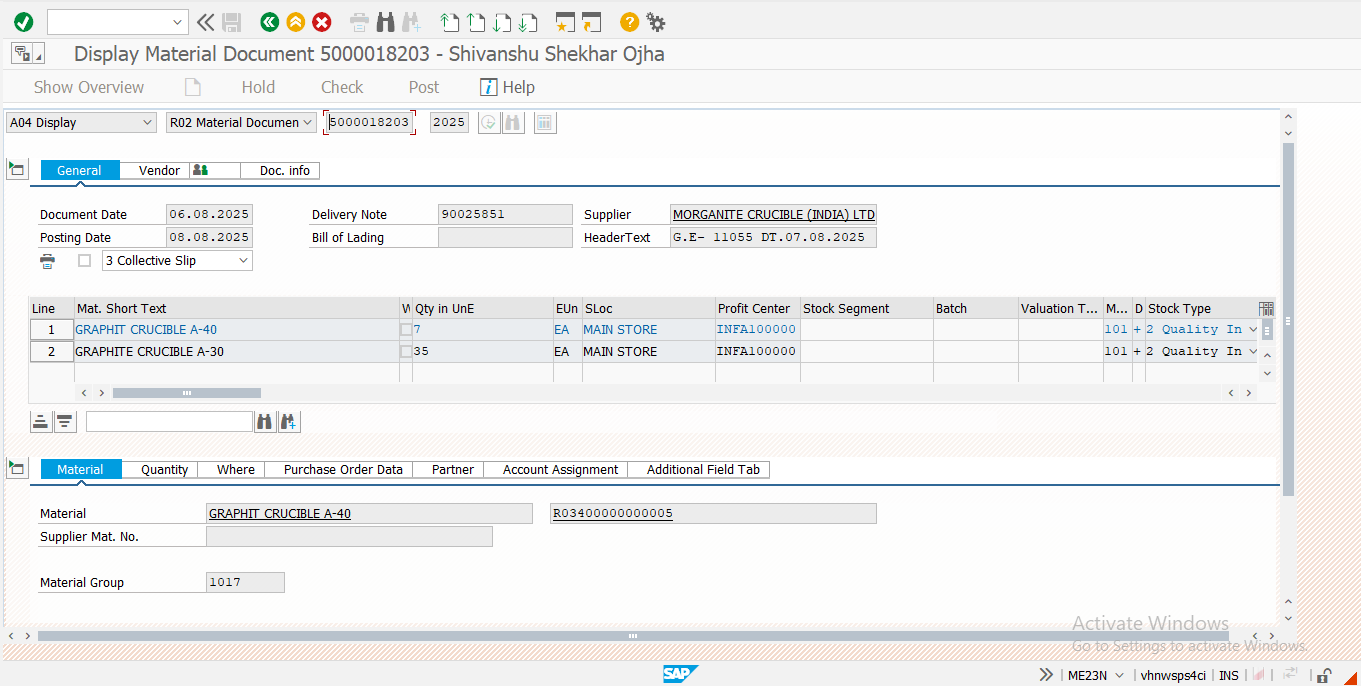 Display Material Document 5000018203 - Shivanshu Shekhar Ojha
Show Overview Hold Check Post Help
A04 Display R02 Material Documen 5000018203 2025
General Vendor Doc. info
Document Date 06.08.2025 Delivery Note 90025851 Supplier MORGANITE CRUCIBLE (INDIA) LTD
Posting Date 08.08.2025 Bill of Lading HeaderText G.E- 11055 DT.07.08.2025
3 Collective Slip
Line Mat. Short Text V Qty in UnE EUn SLoc Profit Center Stock Segment Batch Valuation T... M... D Stock Type
1 GRAPHIT CRUCIBLE A-40 7 EA MAIN STORE INFA100000 101 + 2 Quality In
2 GRAPHITE CRUCIBLE A-30 35 EA MAIN STORE INFA100000 101 + 2 Quality In
Material Quantity Where Purchase Order Data Partner Account Assignment Additional Field Tab
Material GRAPHIT CRUCIBLE A-40 R03400000000005
Supplier Mat. No.
Material Group 1017
Activate Windows
Go to Settings to activate Windows.
SAP ME23N vhnwsps4ci INS